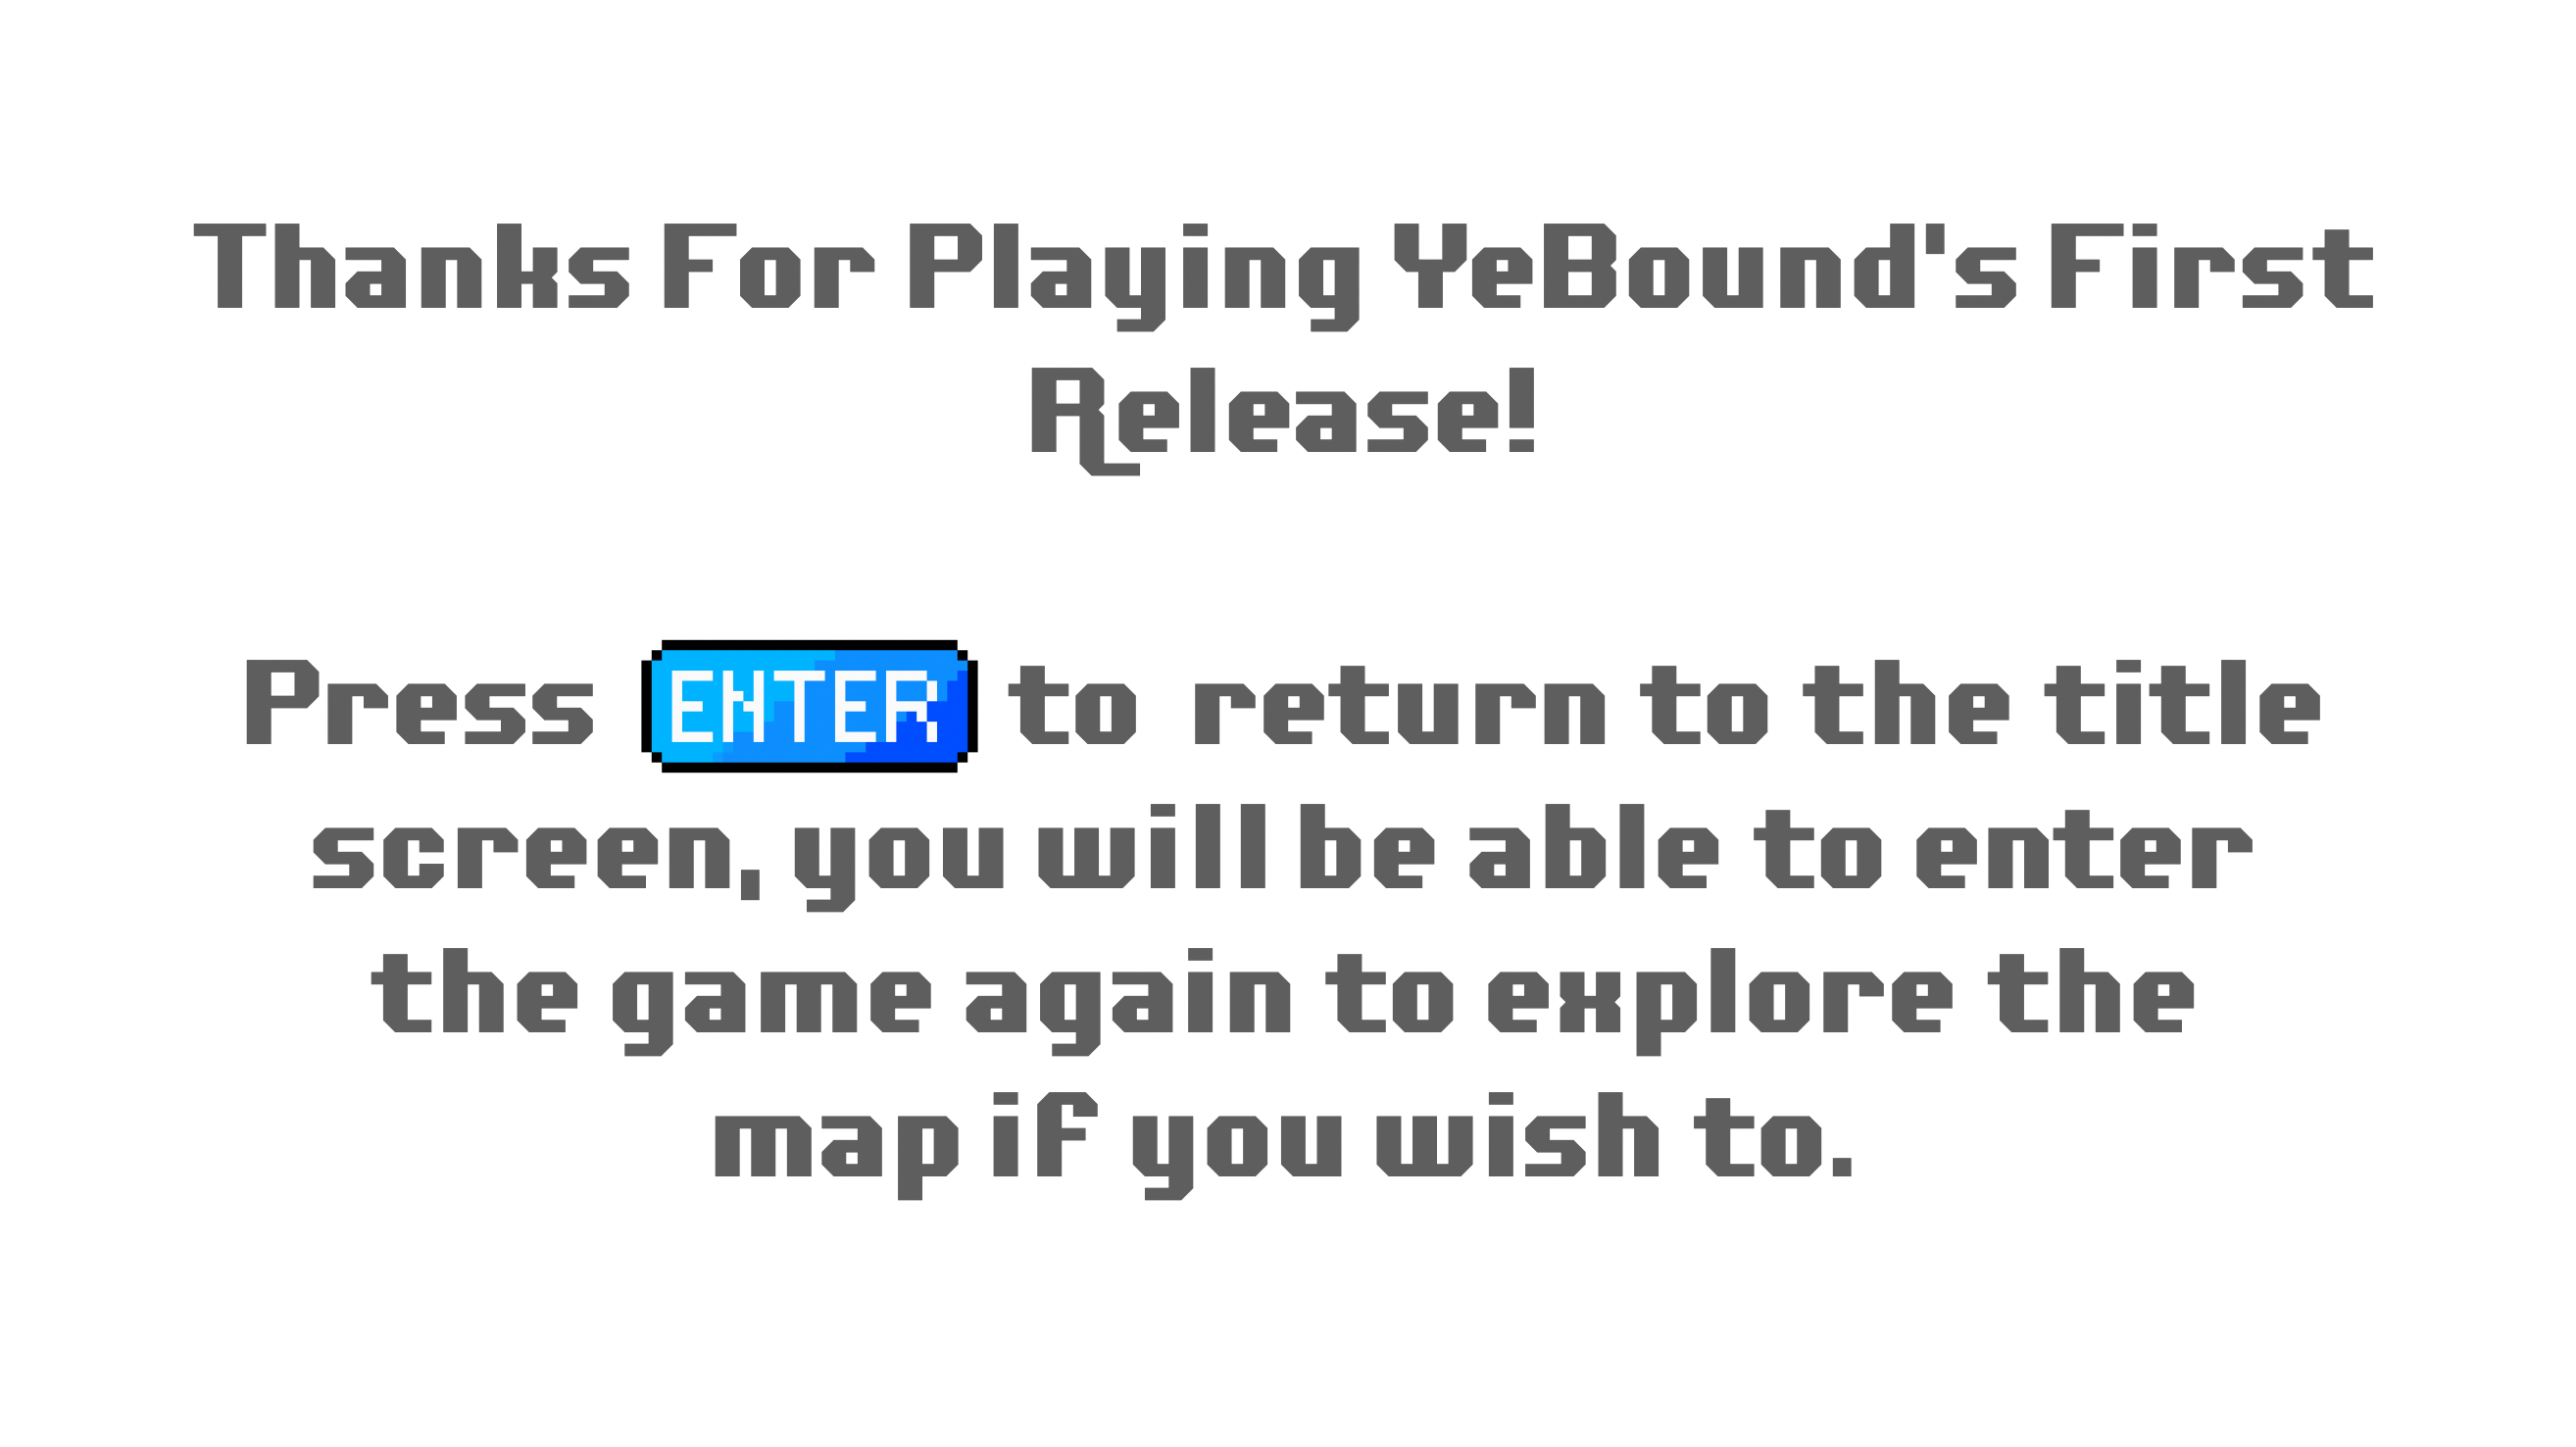 Thanks For Playing YeBound's First
Release!
Press ENTER to return to the title
screen, you will be able to enter
the game again to explore the
map if you wish to.